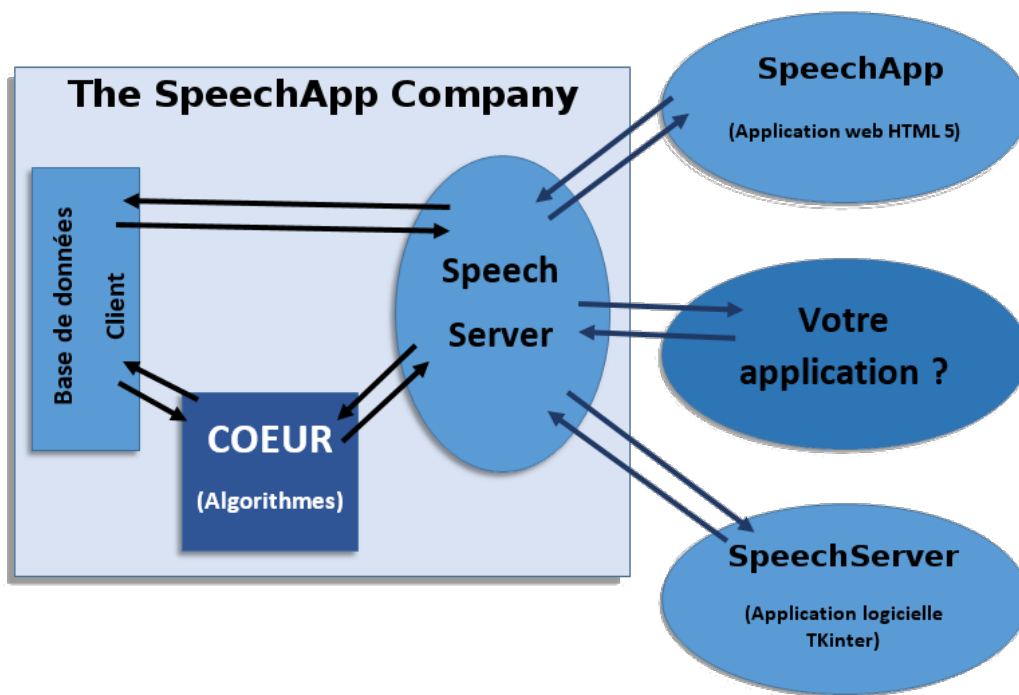 The SpeechApp Company
Base de données
Client
COEUR
(Algorithmes)
Speech
Server
SpeechApp
(Application web HTML 5)
Votre
application ?
SpeechServer
(Application logicielle
TKinter)